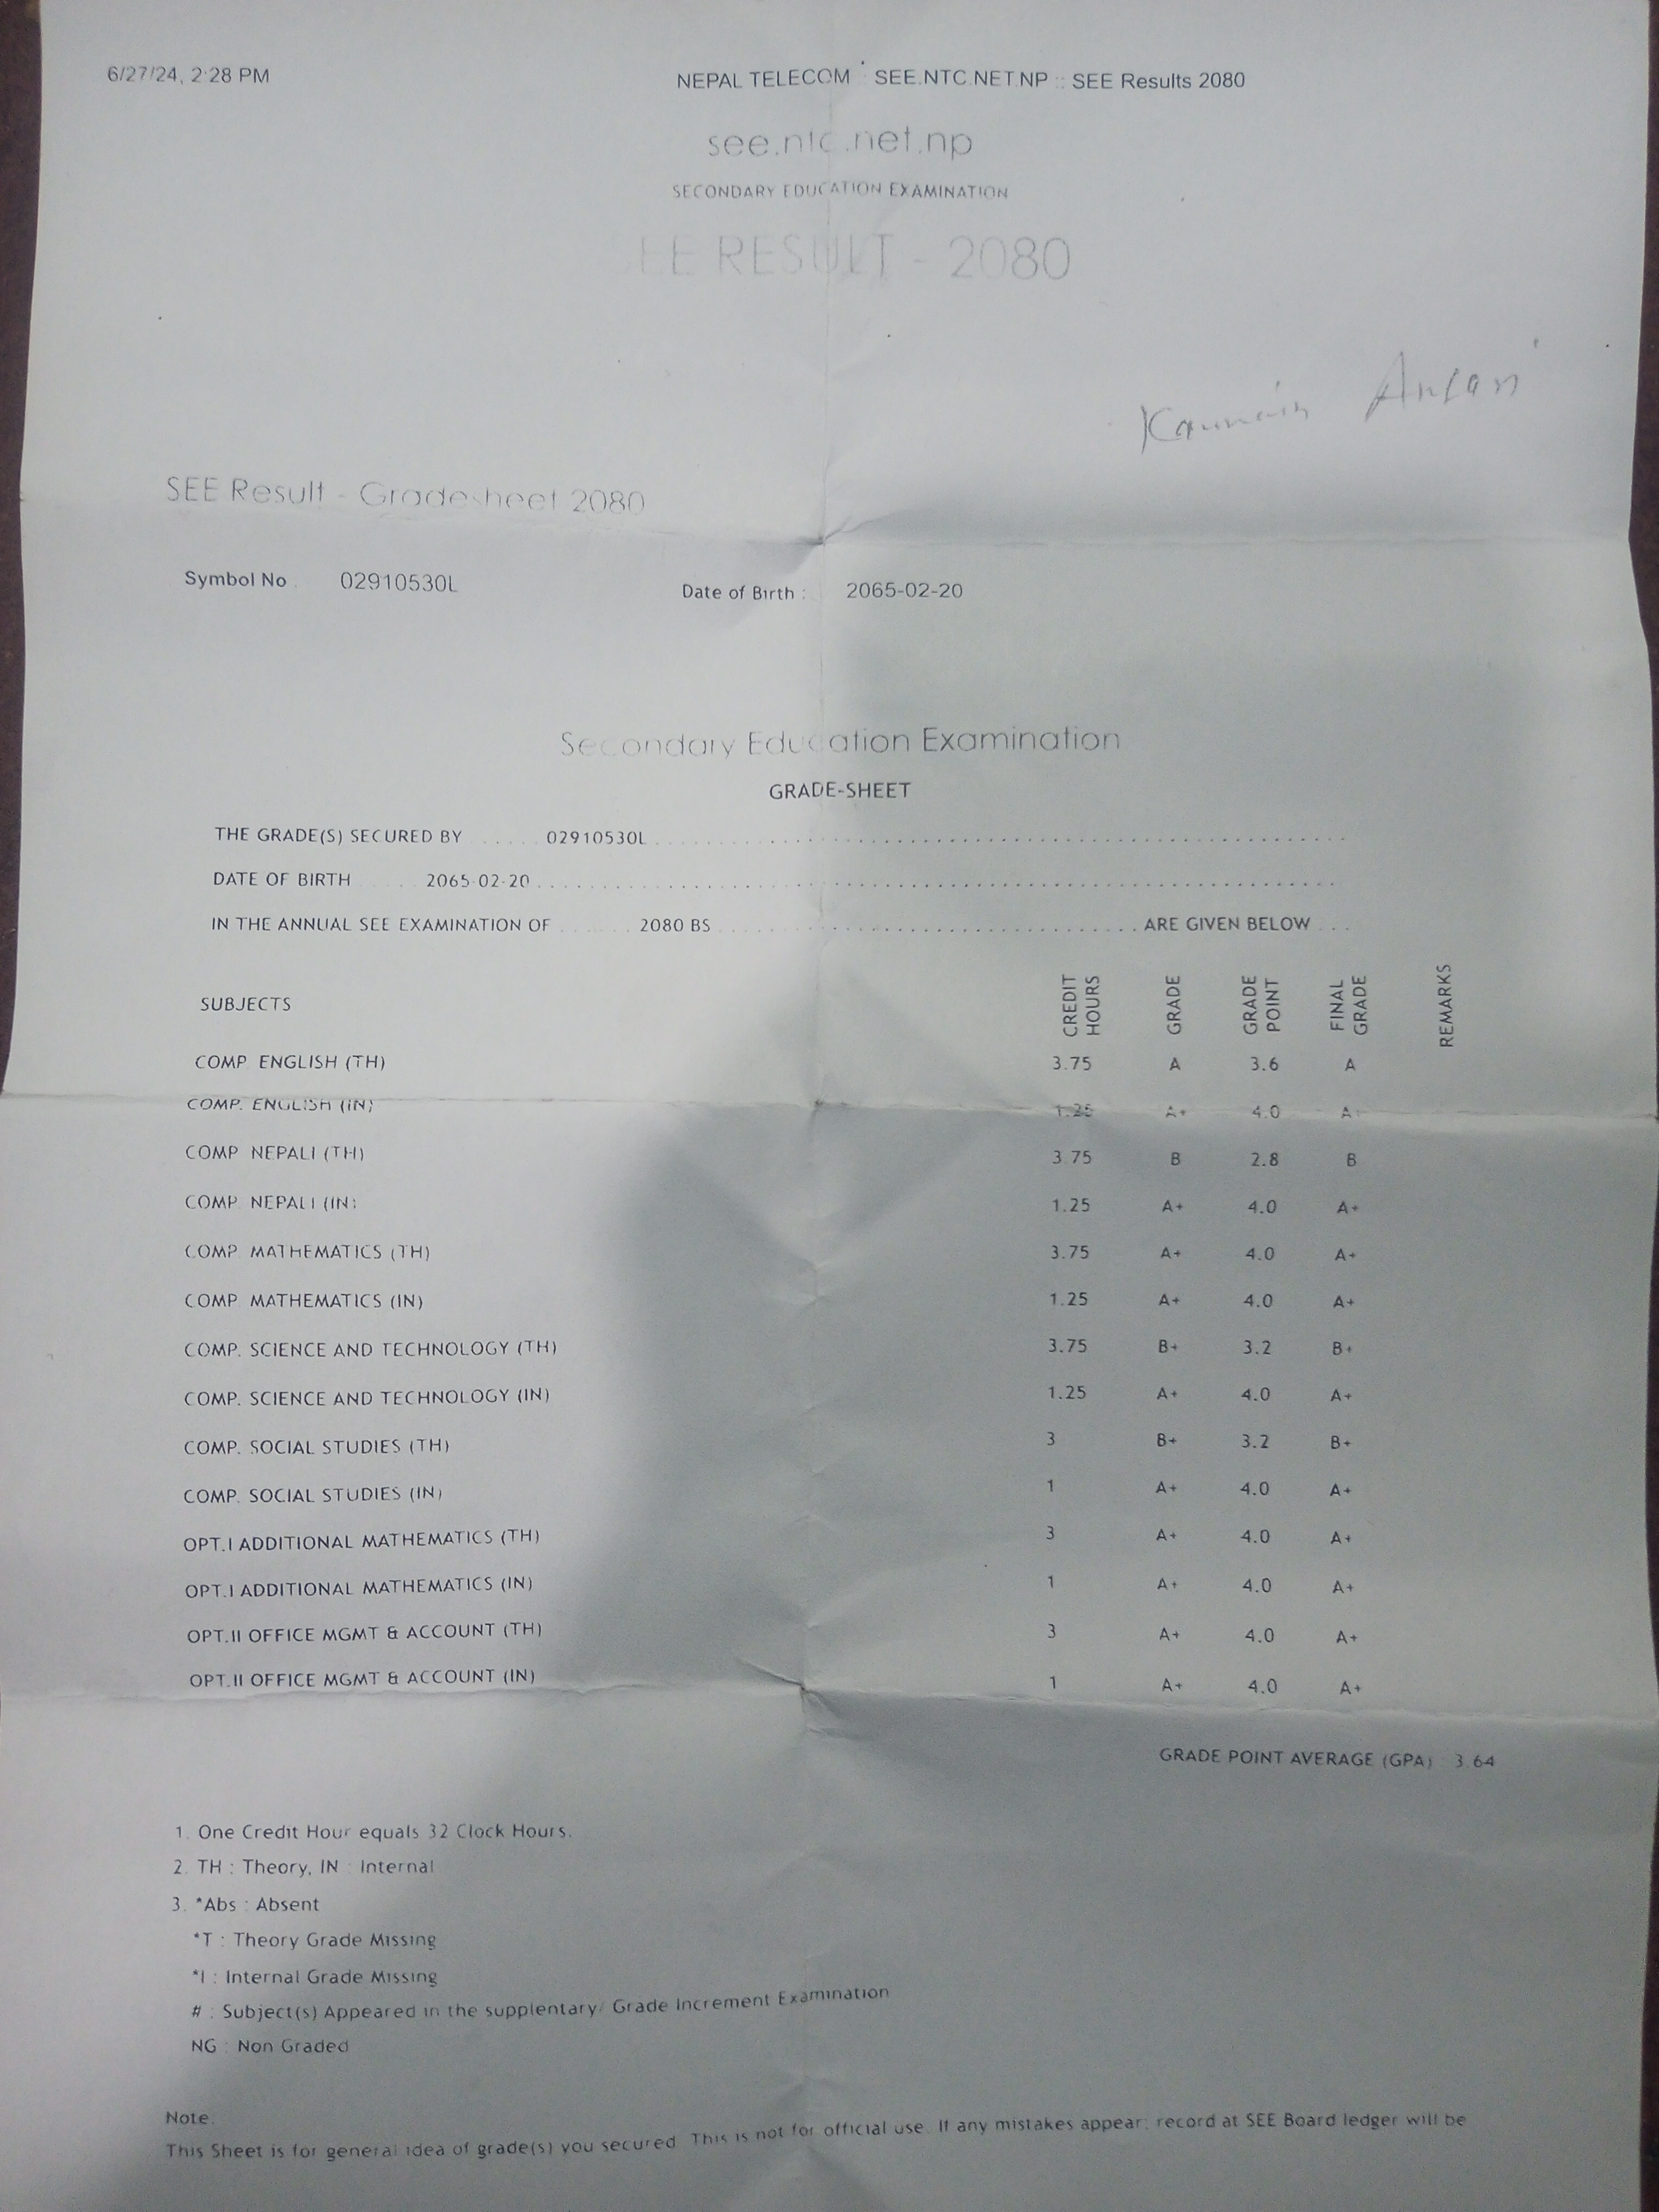 6/27/24, 2:28 PM NEPAL TELECOM : SEE.NTC.NET.NP :: SEE Results 2080
see.ntc.net.np
SECONDARY EDUCATION EXAMINATION
EE RESULT - 2080
Ansari
SEE Result - Gradesheet 2080
Symbol No 02910530L Date of Birth : 2065-02-20
Secondary Education Examination
GRADE-SHEET
THE GRADE(S) SECURED BY ...... 02910530L ......
DATE OF BIRTH ...... 2065-02-20 ......
IN THE ANNUAL SEE EXAMINATION OF ...... 2080 BS ...... ARE GIVEN BELOW ...
SUBJECTS CREDIT HOURS GRADE GRADE POINT FINAL GRADE REMARKS
COMP. ENGLISH (TH) 3.75 A 3.6 A
COMP. ENGLISH (IN) 1.25 A+ 4.0 A+
COMP. NEPALI (TH) 3.75 B 2.8 B
COMP. NEPALI (IN) 1.25 A+ 4.0 A+
COMP. MATHEMATICS (TH) 3.75 A+ 4.0 A+
COMP. MATHEMATICS (IN) 1.25 A+ 4.0 A+
COMP. SCIENCE AND TECHNOLOGY (TH) 3.75 B+ 3.2 B+
COMP. SCIENCE AND TECHNOLOGY (IN) 1.25 A+ 4.0 A+
COMP. SOCIAL STUDIES (TH) 3 B+ 3.2 B+
COMP. SOCIAL STUDIES (IN) 1 A+ 4.0 A+
OPT.I ADDITIONAL MATHEMATICS (TH) 3 A+ 4.0 A+
OPT.I ADDITIONAL MATHEMATICS (IN) 1 A+ 4.0 A+
OPT.II OFFICE MGMT & ACCOUNT (TH) 3 A+ 4.0 A+
OPT.II OFFICE MGMT & ACCOUNT (IN) 1 A+ 4.0 A+
GRADE POINT AVERAGE (GPA) : 3.64
1. One Credit Hour equals 32 Clock Hours.
2. TH : Theory, IN : Internal
3. *Abs : Absent
*T : Theory Grade Missing
*I : Internal Grade Missing
# : Subject(s) Appeared in the supplentary/ Grade Increment Examination
NG : Non Graded
Note:
This Sheet is for general idea of grade(s) you secured. This is not for official use. If any mistakes appear; record at SEE Board ledger will be